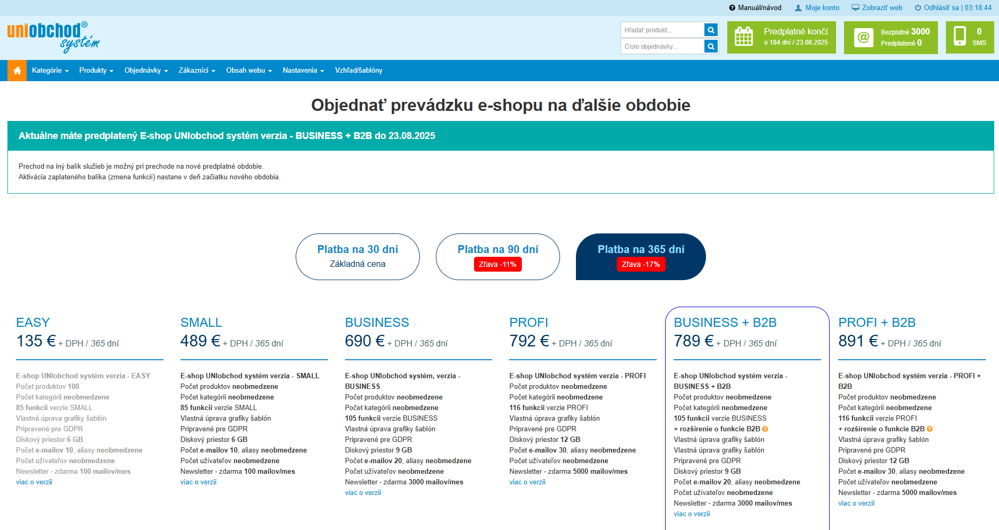 Manuál/návod Moje konto Zobraziť web Odhlásiť sa | 03:18:44
uniobchod®
systém
Hľadať produkt...
Číslo objednávky...
Predplatné končí
o 184 dní / 23.08.2025
Bezplatné 3000
Predplatené 0
0
SMS
Kategórie Produkty Objednávky Zákazníci Obsah webu Nastavenia Vzhľad/šablóny
Objednať prevádzku e-shopu na ďalšie obdobie
Aktuálne máte predplatený E-shop UNIobchod systém verzia - BUSINESS + B2B do 23.08.2025
Prechod na iný balík služieb je možný pri prechode na nové predplatné obdobie.
Aktivácia zaplateného balíka (zmena funkcií) nastane v deň začiatku nového obdobia.
Platba na 30 dní
Základná cena
Platba na 90 dní
Zľava -11%
Platba na 365 dní
Zľava -17%
EASY
135 € + DPH / 365 dní
E-shop UNIobchod systém verzia - EASY
Počet produktov 100
Počet kategórii neobmedzene
85 funkcii verzie SMALL
Vlastná úprava grafiky šablón
Pripravené pre GDPR
Diskový priestor 6 GB
Počet e-mailov 10, aliasy neobmedzene
Počet užívateľov neobmedzene
Newsletter - zdarma 100 mailov/mes
viac o verzii
SMALL
489 € + DPH / 365 dní
E-shop UNIobchod systém verzia - SMALL
Počet produktov neobmedzene
Počet kategórii neobmedzene
85 funkcii verzie SMALL
Vlastná úprava grafiky šablón
Pripravené pre GDPR
Diskový priestor 6 GB
Počet e-mailov 10, aliasy neobmedzene
Počet užívateľov neobmedzene
Newsletter - zdarma 100 mailov/mes
viac o verzii
BUSINESS
690 € + DPH / 365 dní
E-shop UNIobchod systém, verzia -
BUSINESS
Počet produktov neobmedzene
Počet kategórii neobmedzene
105 funkcii verzie BUSINESS
Vlastná úprava grafiky šablón
Pripravené pre GDPR
Diskový priestor 9 GB
Počet e-mailov 20, aliasy neobmedzene
Počet užívateľov neobmedzene
Newsletter - zdarma 3000 mailov/mes
viac o verzii
PROFI
792 € + DPH / 365 dní
E-shop UNIobchod systém verzia - PROFI
Počet produktov neobmedzene
Počet kategórii neobmedzene
116 funkcii verzie PROFI
Vlastná úprava grafiky šablón
Pripravené pre GDPR
Diskový priestor 12 GB
Počet e-mailov 30, aliasy neobmedzene
Počet užívateľov neobmedzene
Newsletter - zdarma 5000 mailov/mes
viac o verzii
BUSINESS + B2B
789 € + DPH / 365 dní
E-shop UNIobchod systém verzia -
BUSINESS + B2B
Počet produktov neobmedzene
Počet kategórii neobmedzene
105 funkcii verzie BUSINESS
+ rozšírenie o funkcie B2B
Vlastná úprava grafiky šablón
Vlastná úprava grafiky šablón
Pripravené pre GDPR
Diskový priestor 9 GB
Počet e-mailov 20, aliasy neobmedzene
Počet užívateľov neobmedzene
Newsletter - zdarma 3000 mailov/mes
viac o verzii
PROFI + B2B
891 € + DPH / 365 dní
E-shop UNIobchod systém verzia - PROFI +
B2B
Počet produktov neobmedzene
Počet kategórii neobmedzene
116 funkcii verzie PROFI
+ rozšírenie o funkcie B2B
Vlastná úprava grafiky šablón
Pripravené pre GDPR
Diskový priestor 12 GB
Počet e-mailov 30, aliasy neobmedzene
Počet užívateľov neobmedzene
Newsletter - zdarma 5000 mailov/mes
viac o verzii